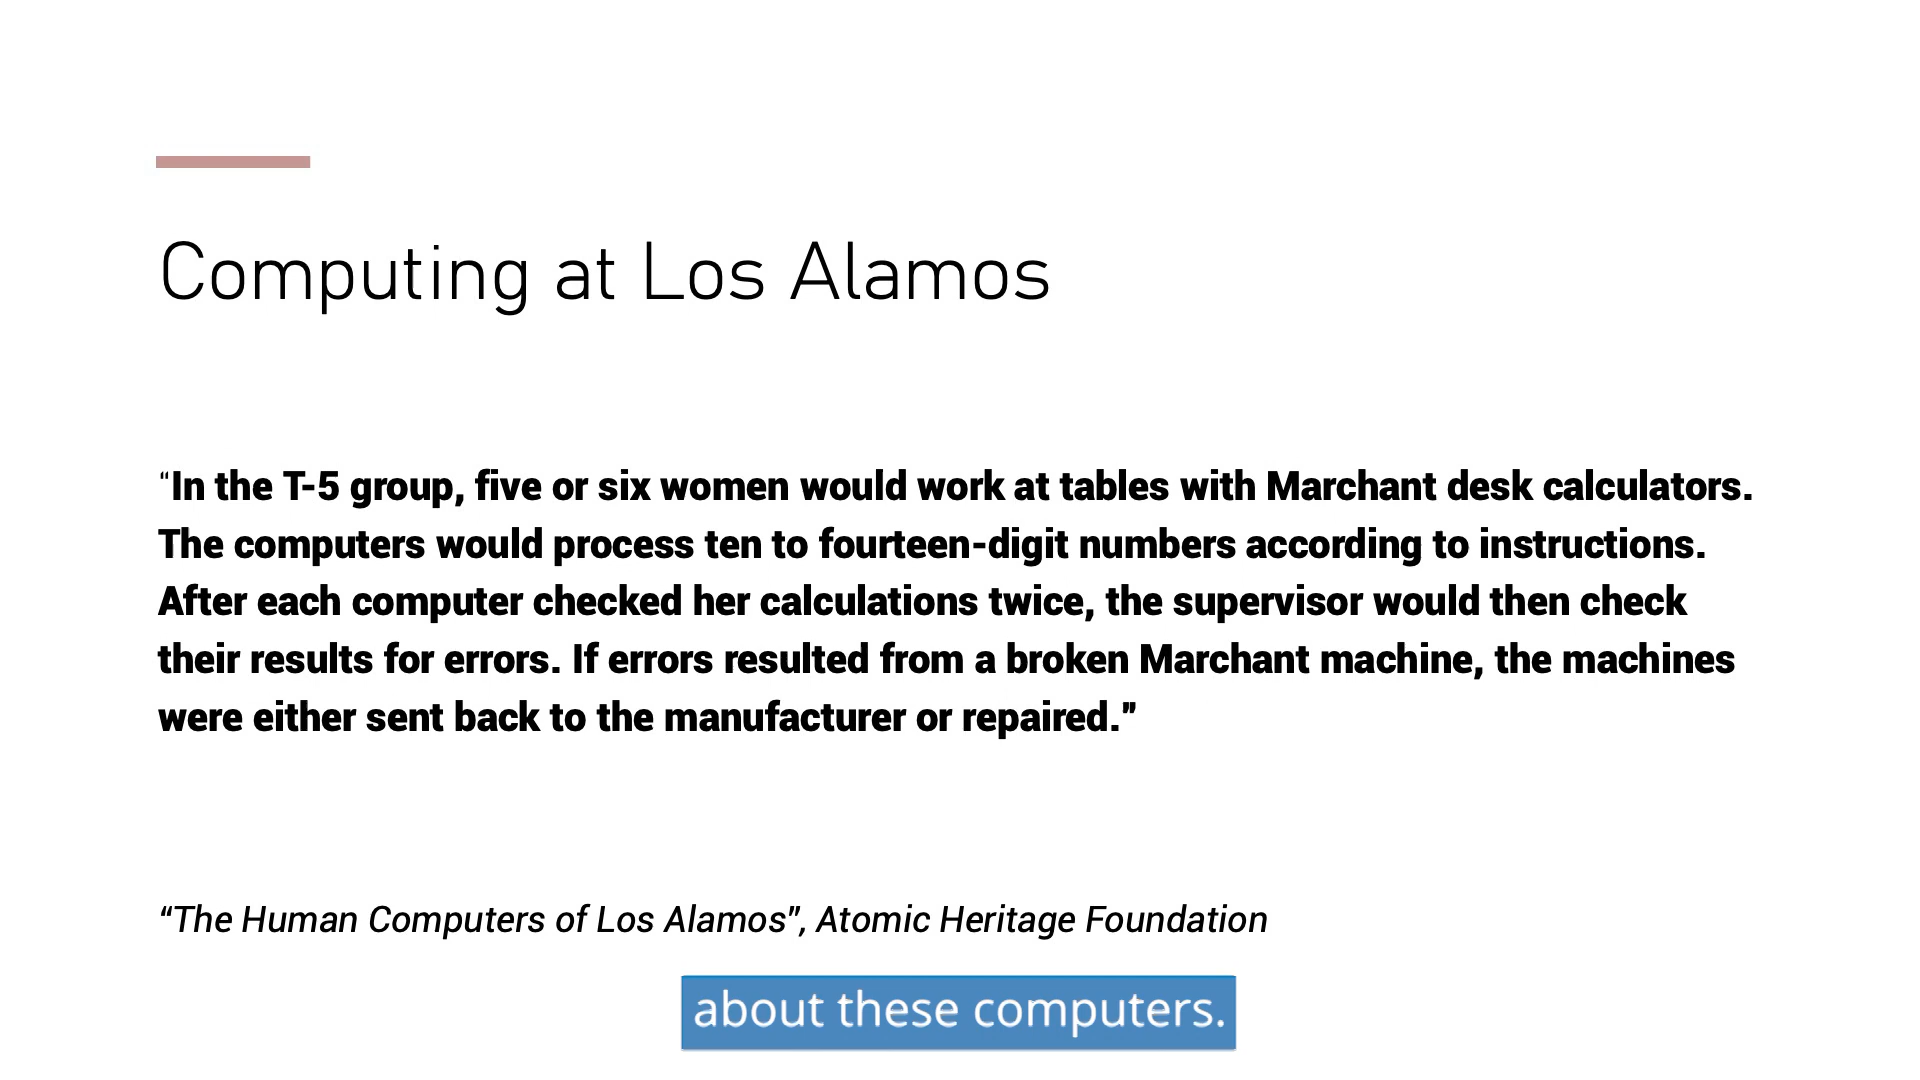 Computing at Los Alamos
“In the T-5 group, five or six women would work at tables with Marchant desk calculators.
The computers would process ten to fourteen-digit numbers according to instructions.
After each computer checked her calculations twice, the supervisor would then check
their results for errors. If errors resulted from a broken Marchant machine, the machines
were either sent back to the manufacturer or repaired.”
“The Human Computers of Los Alamos”, Atomic Heritage Foundation
about these computers.